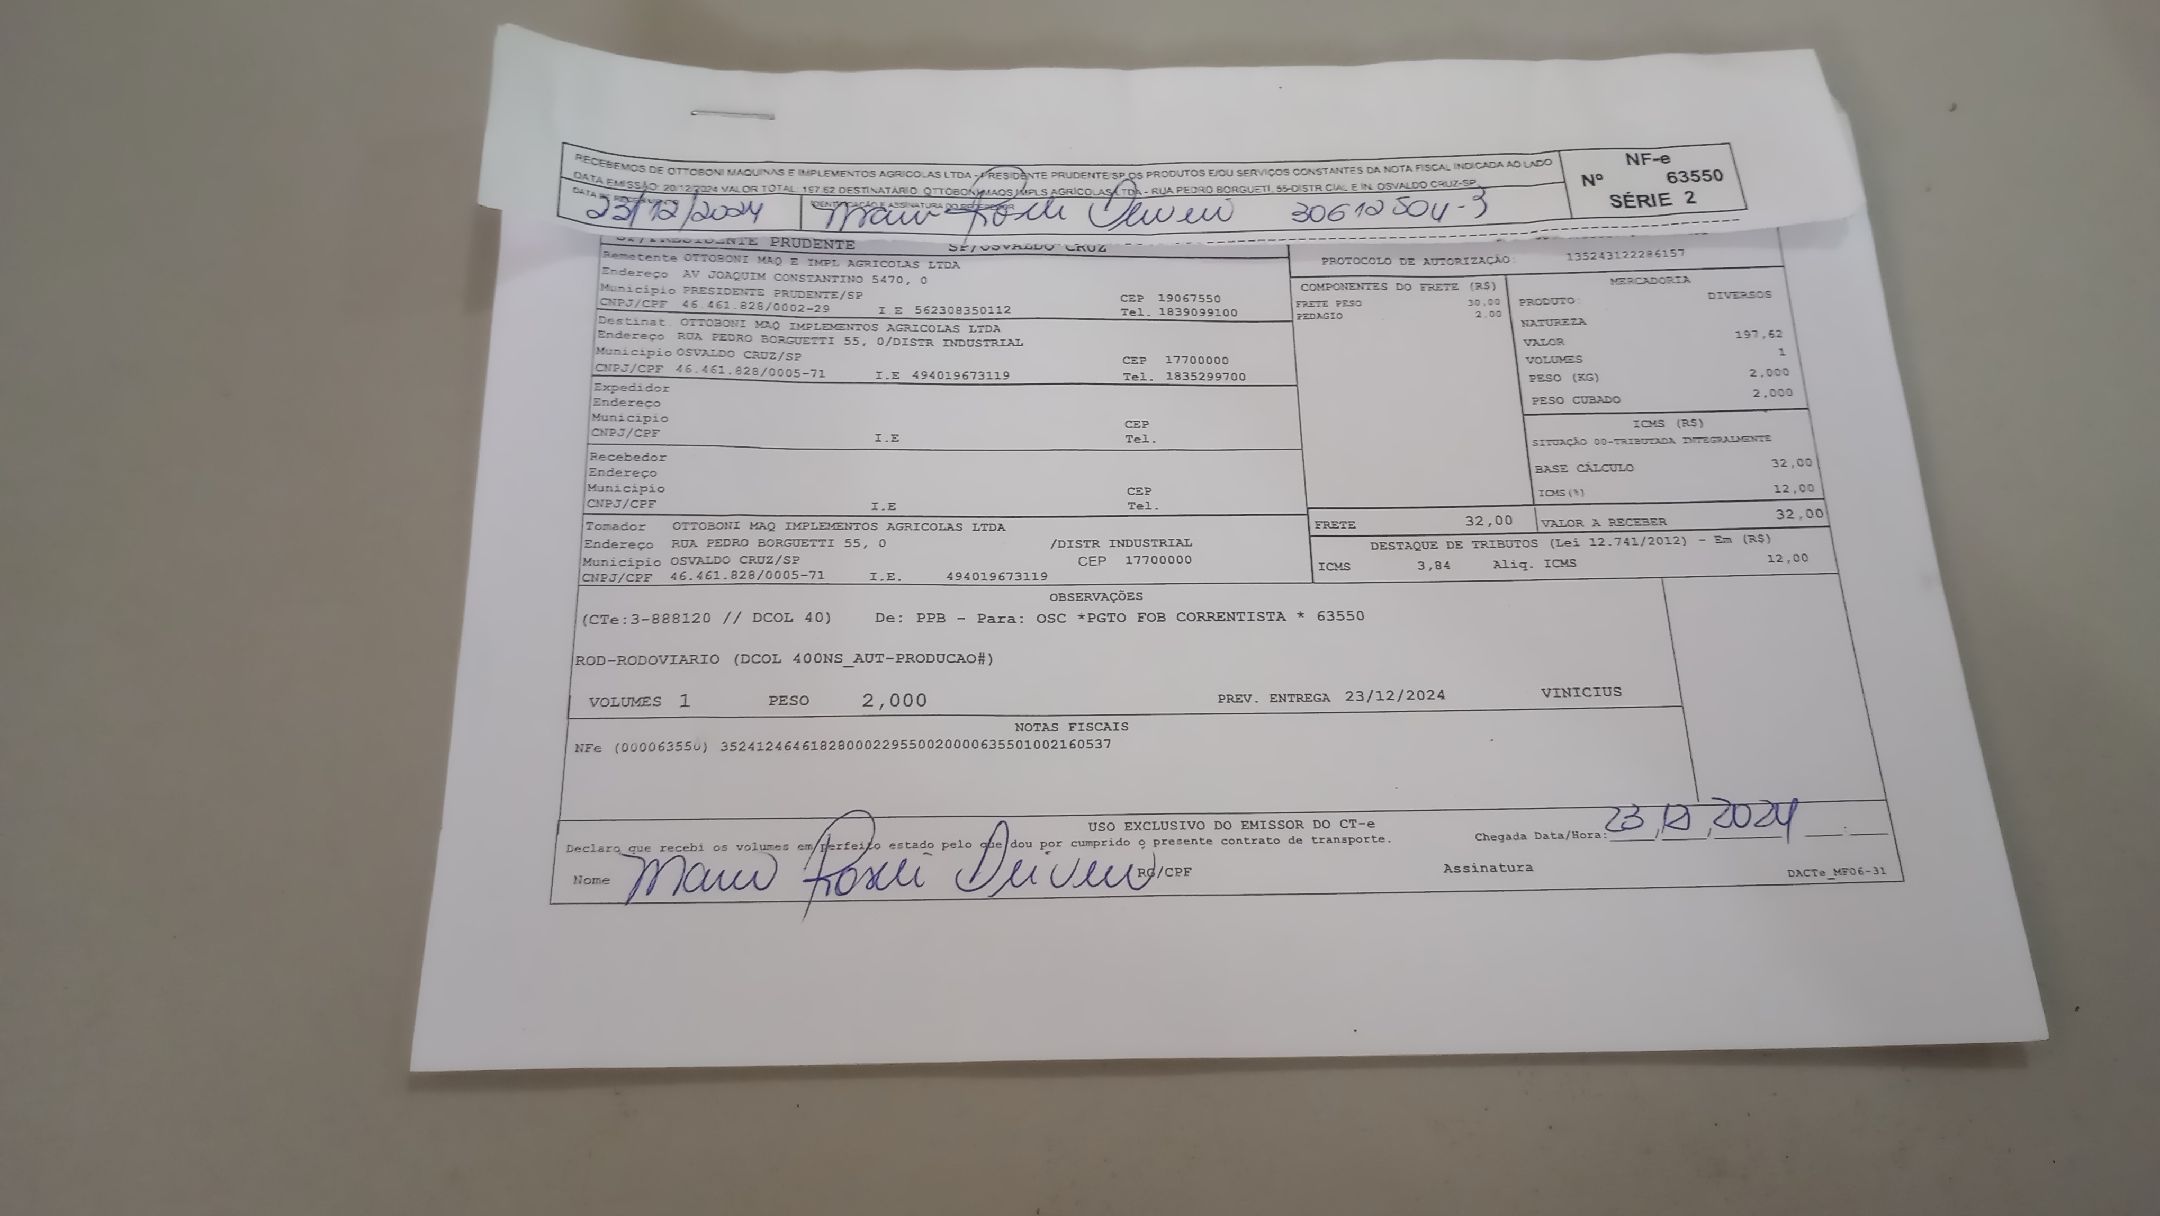 RECEBEMOS DE OTTOBONI MAQUINAS E IMPLEMENTOS AGRICOLAS LTDA - PRESIDENTE PRUDENTE/SP OS PRODUTOS E/OU SERVIÇOS CONSTANTES DA NOTA FISCAL INDICADA AO LADO
DATA EMISSÃO: 20/12/2024 VALOR TOTAL: 197,62 DESTINATÁRIO: OTTOBONI MAQS IMPLS AGRÍCOLAS LTDA - RUA PEDRO BORGUETI, 55-DISTR CIAL E IN. OSVALDO CRUZ-SP
IDENTIFICAÇÃO E ASSINATURA DO RECEBEDOR
23/12/2024 30612504-3
NF-e
Nº 63550
SÉRIE 2
SP/PRESIDENTE PRUDENTE SP/OSVALDO CRUZ
Remetente OTTOBONI MAQ E IMPL AGRICOLAS LTDA
Endereço AV JOAQUIM CONSTANTINO 5470, 0
Município PRESIDENTE PRUDENTE/SP CEP 19067550
CNPJ/CPF 46.461.828/0002-29 I E 562308350112 Tel. 1839099100
Destinat. OTTOBONI MAQ IMPLEMENTOS AGRICOLAS LTDA
Endereço RUA PEDRO BORGUETTI 55, 0/DISTR INDUSTRIAL
Município OSVALDO CRUZ/SP CEP 17700000
CNPJ/CPF 46.461.828/0005-71 I.E 494019673119 Tel. 1835299700
Expedidor
Endereço
Município CEP
CNPJ/CPF I.E Tel.
Recebedor
Endereço
Município CEP
CNPJ/CPF I.E Tel.
Tomador OTTOBONI MAQ IMPLEMENTOS AGRICOLAS LTDA
Endereço RUA PEDRO BORGUETTI 55, 0 /DISTR INDUSTRIAL
Município OSVALDO CRUZ/SP CEP 17700000
CNPJ/CPF 46.461.828/0005-71 I.E. 494019673119
PROTOCOLO DE AUTORIZAÇÃO: 135243122286157
COMPONENTES DO FRETE (R$)
FRETE PESO 30,00
PEDAGIO 2,00
MERCADORIA
PRODUTO: DIVERSOS
NATUREZA
VALOR 197,62
VOLUMES 1
PESO (KG) 2,000
PESO CUBADO 2,000
ICMS (R$)
SITUAÇÃO 00-TRIBUTADA INTEGRALMENTE
BASE CÁLCULO 32,00
ICMS(%) 12,00
FRETE 32,00 VALOR A RECEBER 32,00
DESTAQUE DE TRIBUTOS (Lei 12.741/2012) - Em (R$)
ICMS 3,84 Aliq. ICMS 12,00
OBSERVAÇÕES
(CTe:3-888120 // DCOL 40) De: PPB - Para: OSC *PGTO FOB CORRENTISTA * 63550
ROD-RODOVIARIO (DCOL 400NS_AUT-PRODUCAO#)
VOLUMES 1 PESO 2,000 PREV. ENTREGA 23/12/2024 VINICIUS
NOTAS FISCAIS
NFe (000063550) 35241246461828000229550020000635501002160537
USO EXCLUSIVO DO EMISSOR DO CT-e
Declaro que recebi os volumes em perfeito estado pelo que dou por cumprido o presente contrato de transporte.
Chegada Data/Hora: 23 12 2024 :
Nome RG/CPF Assinatura
DACTe_MF06-31